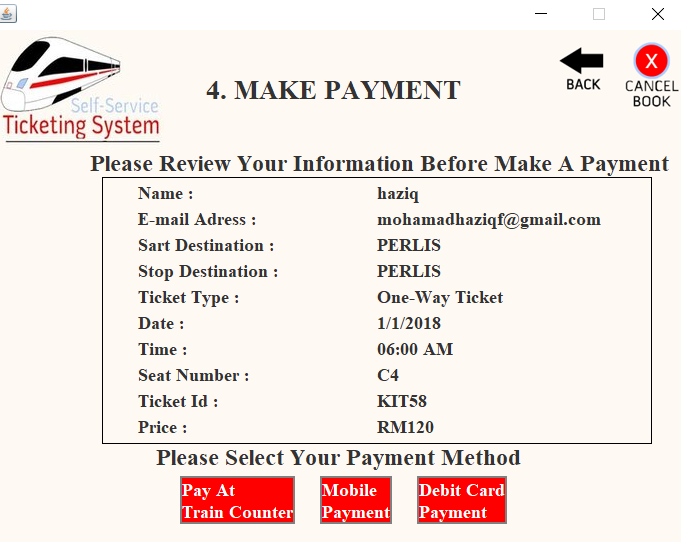 Self-Service
Ticketing System
4. MAKE PAYMENT
BACK
X
CANCEL
BOOK
Please Review Your Information Before Make A Payment
Name : haziq
E-mail Adress : mohamadhaziqf@gmail.com
Sart Destination : PERLIS
Stop Destination : PERLIS
Ticket Type : One-Way Ticket
Date : 1/1/2018
Time : 06:00 AM
Seat Number : C4
Ticket Id : KIT58
Price : RM120
Please Select Your Payment Method
Pay At
Train Counter
Mobile
Payment
Debit Card
Payment